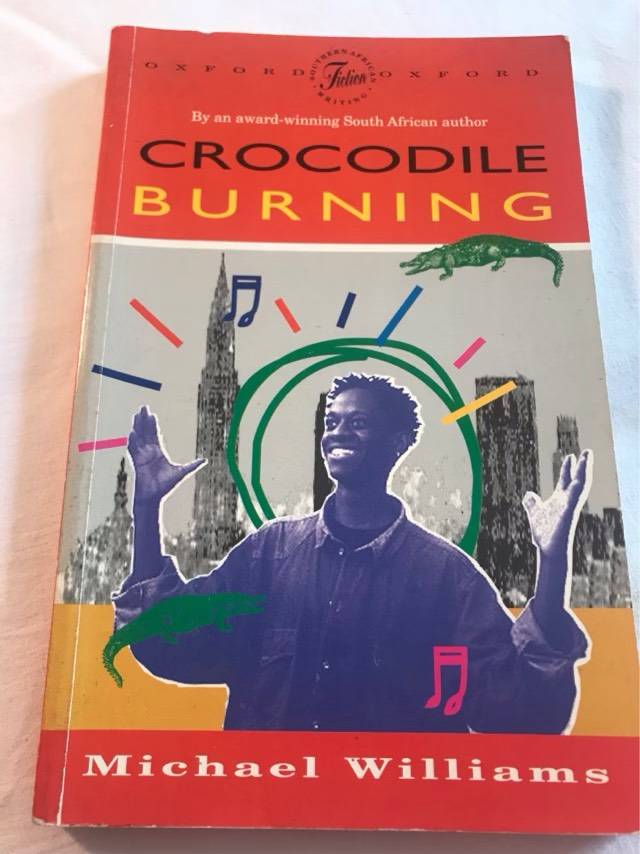 OXFORD SOUTHERN AFRICAN Fiction WRITING OXFORD
By an award-winning South African author
CROCODILE
BURNING
Michael Williams